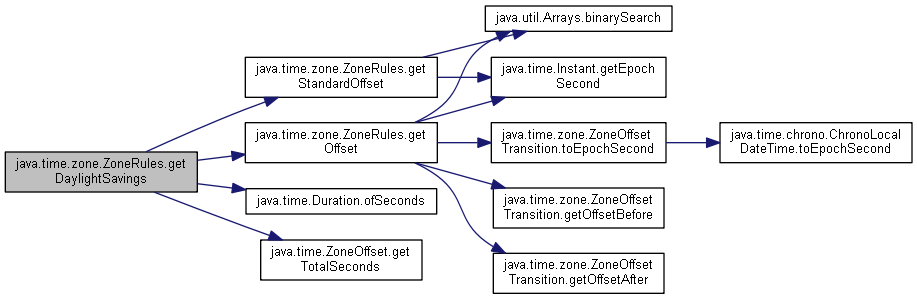 java.util.Arrays.binarySearch
java.time.zone.ZoneRules.get
StandardOffset
java.time.Instant.getEpoch
Second
java.time.zone.ZoneRules.get
Offset
java.time.zone.ZoneOffset
Transition.toEpochSecond
java.time.chrono.ChronoLocal
DateTime.toEpochSecond
java.time.zone.ZoneRules.get
DaylightSavings
java.time.Duration.ofSeconds
java.time.zone.ZoneOffset
Transition.getOffsetBefore
java.time.ZoneOffset.get
TotalSeconds
java.time.zone.ZoneOffset
Transition.getOffsetAfter